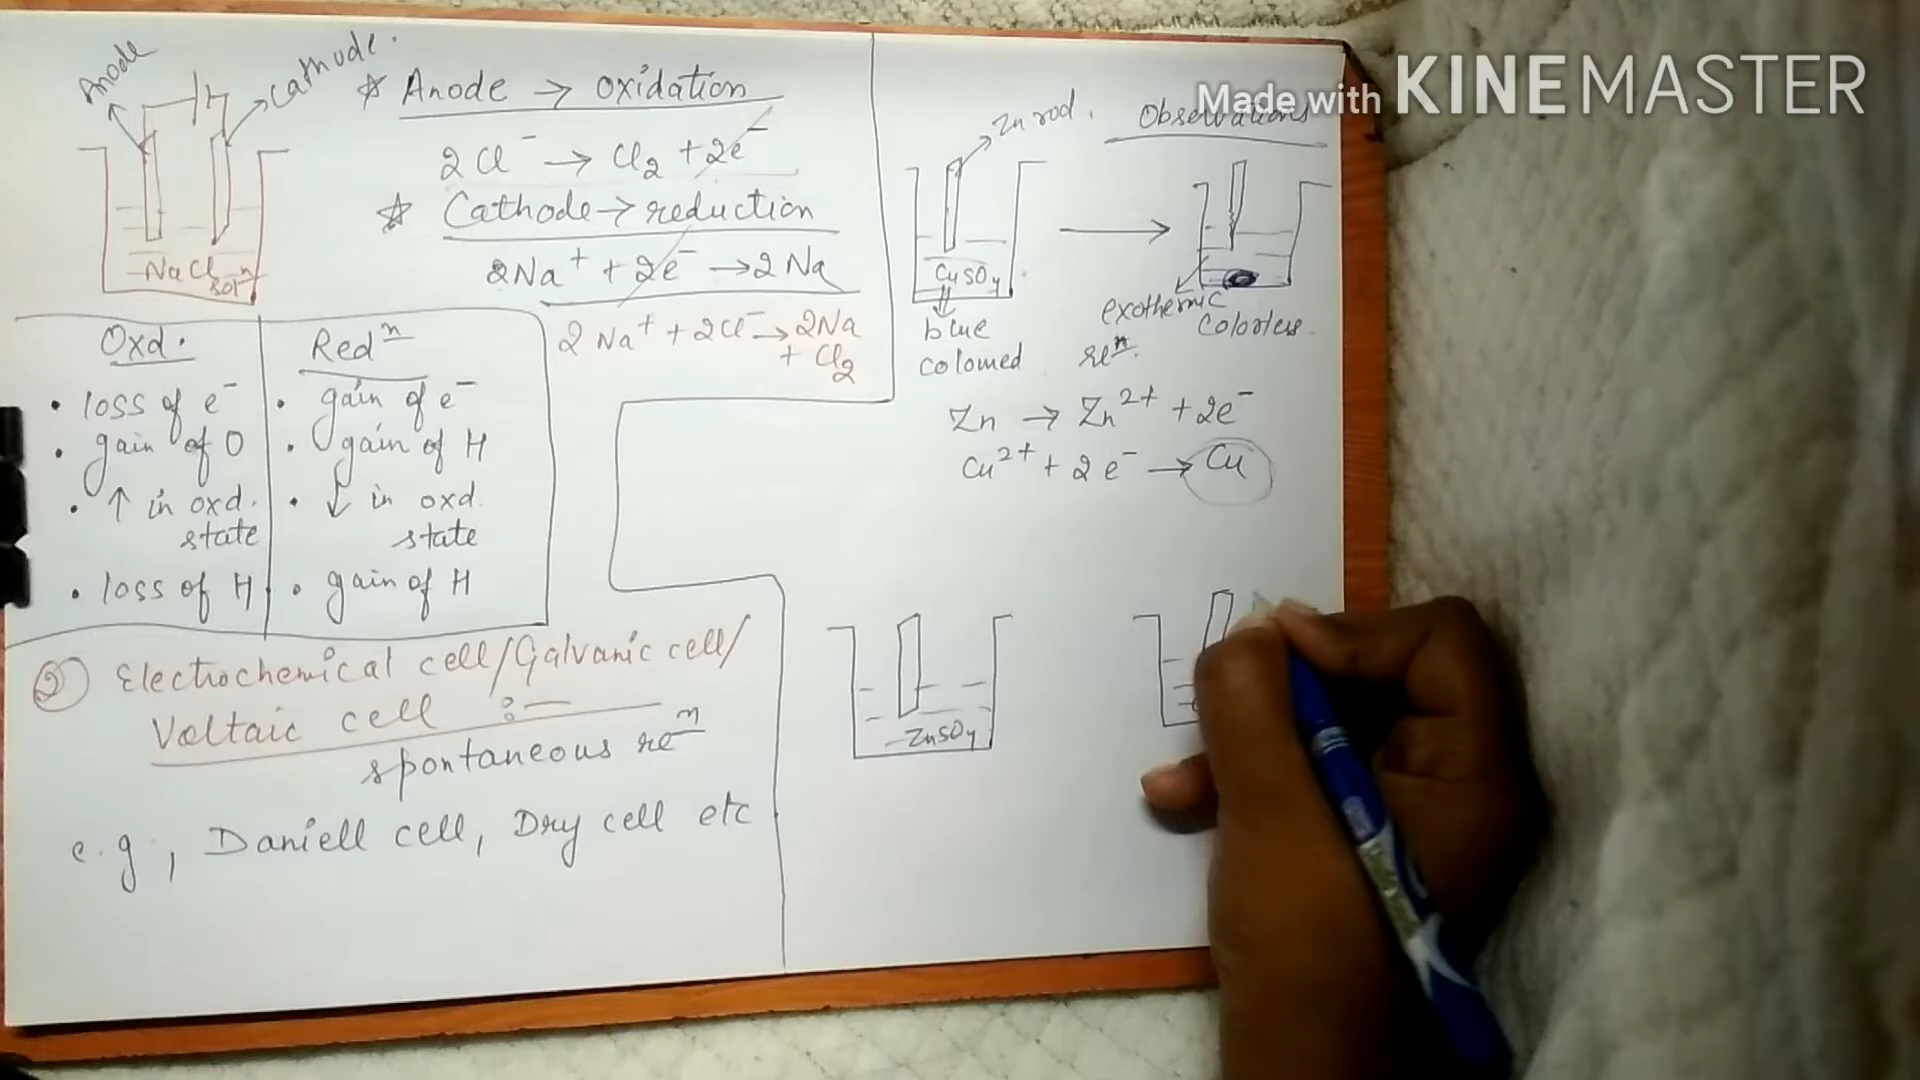 Made with KINEMASTER
Anode
Cathode.
☆ Anode → oxidation
2Cl⁻ → Cl₂ + 2e⁻
☆ Cathode → reduction
2Na⁺ + 2e⁻ → 2Na
2Na⁺ + 2Cl⁻ → 2Na
+ Cl₂
NaCl
solⁿ
Oxd.
• loss of e⁻
• gain of O
• ↑ in oxd.
state
• loss of H
Redⁿ
• gain of e⁻
• gain of H
• ↓ in oxd.
state
• gain of H
② Electrochemical cell/Galvanic cell/
Voltaic cell :—
spontaneous reⁿ
e.g., Daniell cell, Dry cell etc
Observations
Zn rod.
CuSO₄
blue
coloured
exothermic
reⁿ.
Colorless
Zn → Zn²⁺ + 2e⁻
Cu²⁺ + 2e⁻ → Cu
ZnSO₄